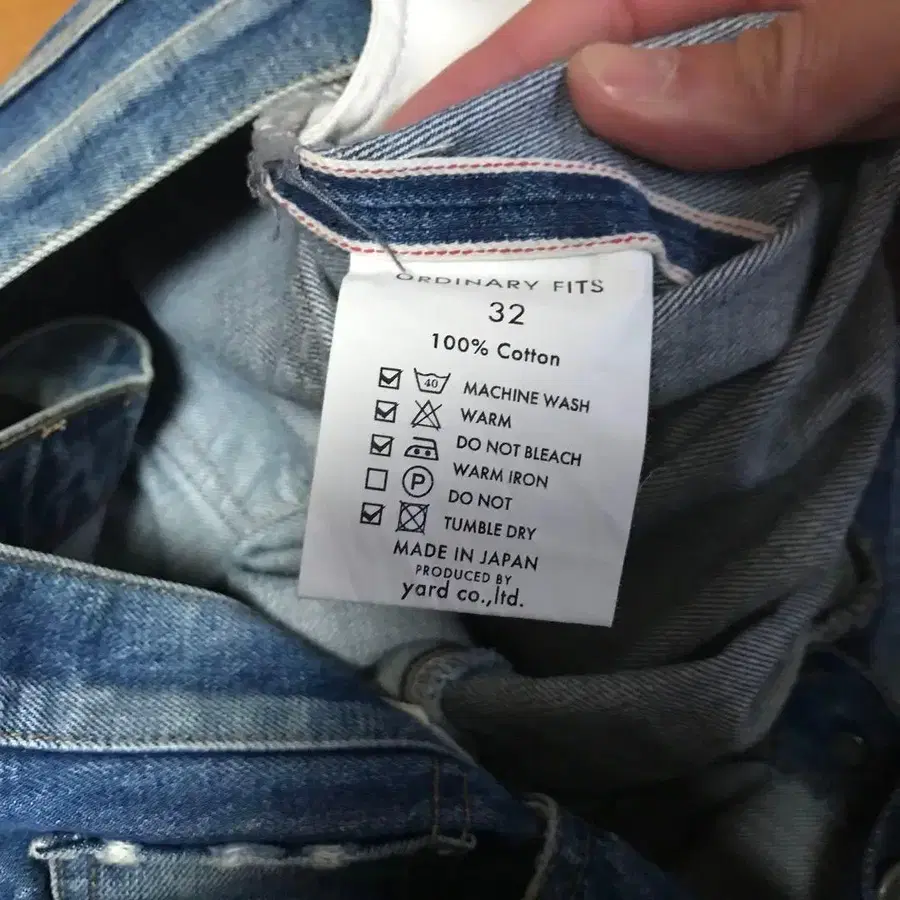 ORDINARY FITS
32
100% Cotton
40 MACHINE WASH
WARM
DO NOT BLEACH
WARM IRON
P DO NOT
TUMBLE DRY
MADE IN JAPAN
PRODUCED BY
yard co.,ltd.